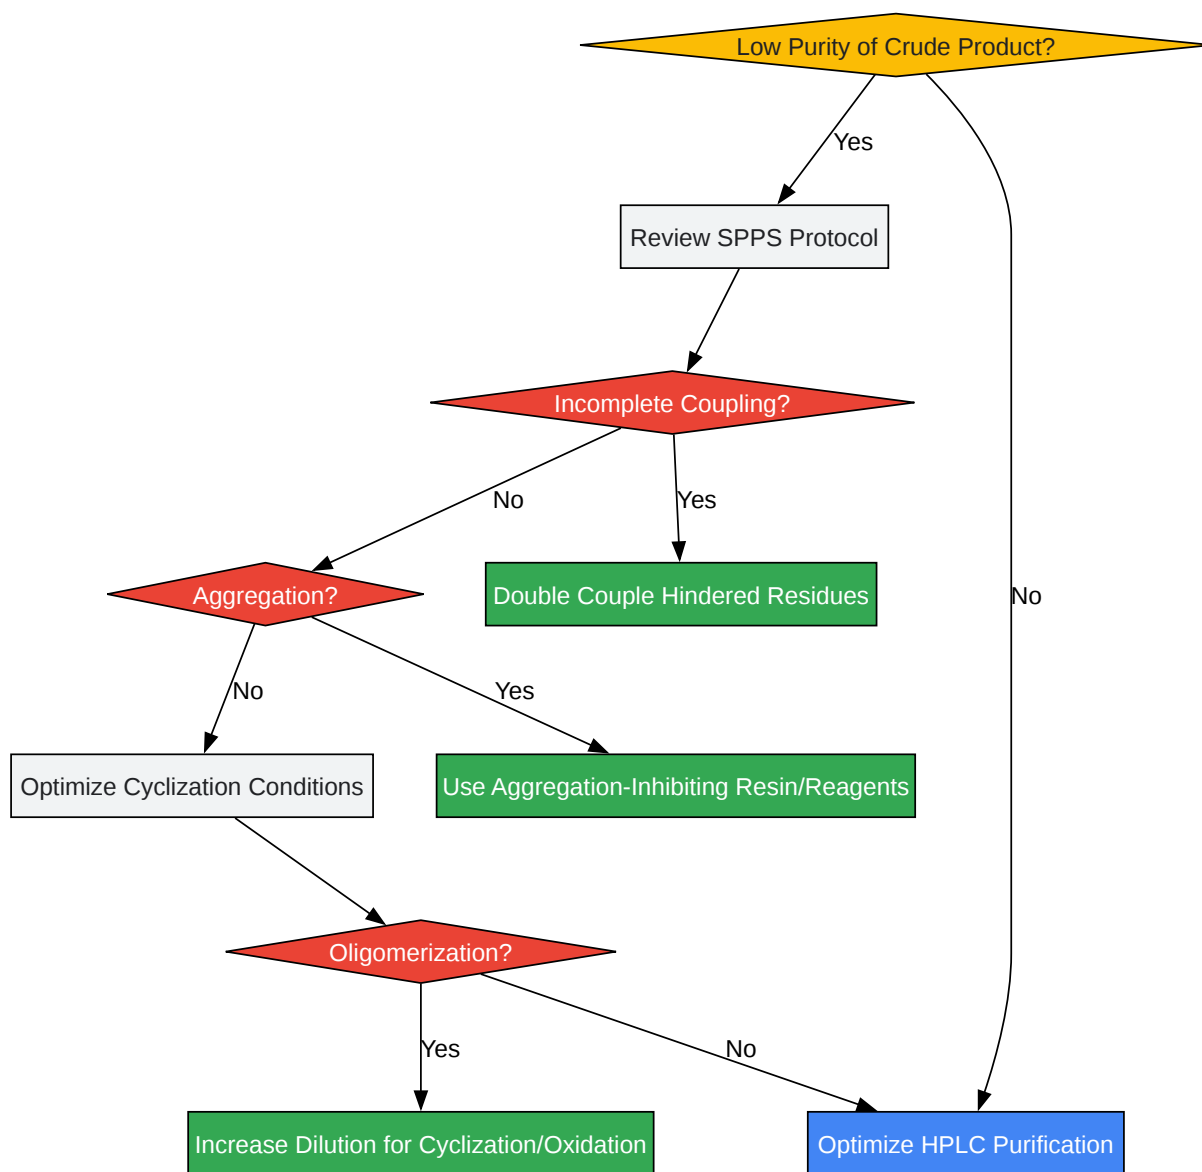 Low Purity of Crude Product?
Yes
Review SPPS Protocol
Incomplete Coupling?
No
Yes
Aggregation?
Double Couple Hindered Residues
No
No
Yes
Optimize Cyclization Conditions
Use Aggregation-Inhibiting Resin/Reagents
Oligomerization?
Yes
No
Increase Dilution for Cyclization/Oxidation
Optimize HPLC Purification